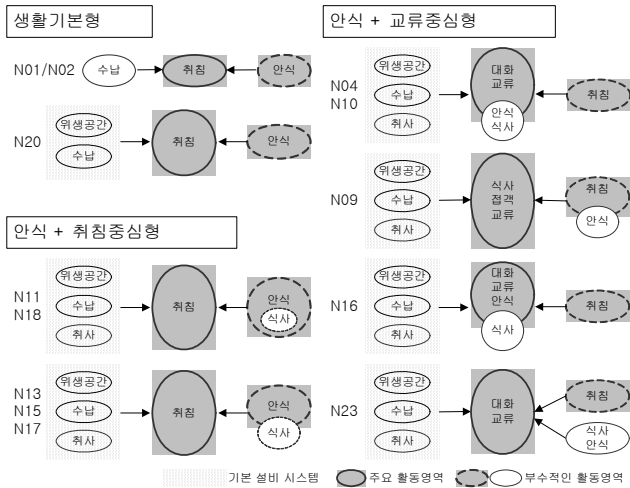 생활기본형
N01/N02
수납
취침
안식
N20
위생공간
수납
취침
안식
안식 + 취침중심형
N11
N18
위생공간
수납
취사
취침
안식
식사
N13
N15
N17
위생공간
수납
취사
취침
안식
식사
안식 + 교류중심형
N04
N10
위생공간
수납
취사
대화
교류
안식
식사
취침
N09
위생공간
수납
취사
식사
접객
교류
취침
안식
N16
위생공간
수납
취사
대화
교류
안식
식사
취침
N23
위생공간
수납
취사
대화
교류
취침
식사
안식
기본 설비 시스템
주요 활동영역
부수적인 활동영역